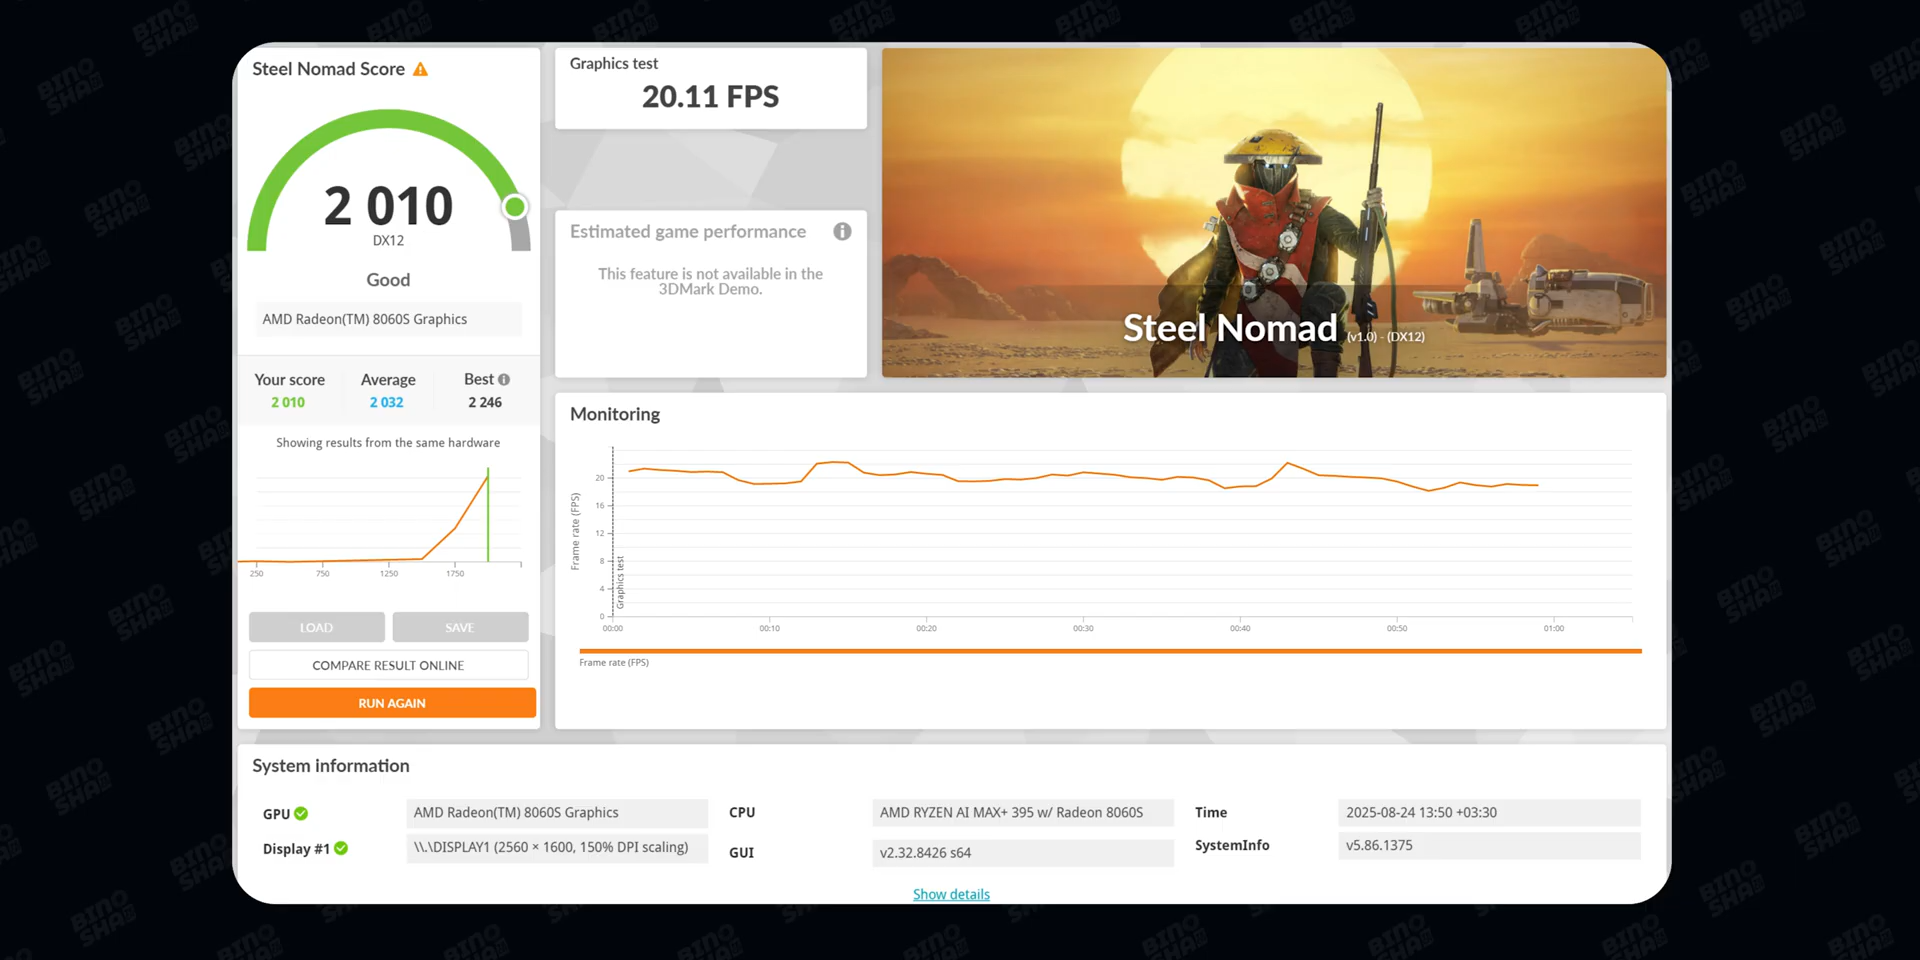 Steel Nomad Score
2 010
DX12
Good
AMD Radeon(TM) 8060S Graphics
Your score
2 010
Average
2 032
Best
2 246
Showing results from the same hardware
250 750 1250 1750
LOAD
SAVE
COMPARE RESULT ONLINE
RUN AGAIN
Graphics test
20.11 FPS
Estimated game performance
This feature is not available in the
3DMark Demo.
Steel Nomad (v1.0) - (DX12)
Monitoring
Frame rate (FPS)
20
16
12
8
4
0
Graphics test
00:00 00:10 00:20 00:30 00:40 00:50 01:00
Frame rate (FPS)
System information
GPU
AMD Radeon(TM) 8060S Graphics
Display #1
\\.\DISPLAY1 (2560 × 1600, 150% DPI scaling)
CPU
AMD RYZEN AI MAX+ 395 w/ Radeon 8060S
GUI
v2.32.8426 s64
Time
2025-08-24 13:50 +03:30
SystemInfo
v5.86.1375
Show details
BINO
SHA